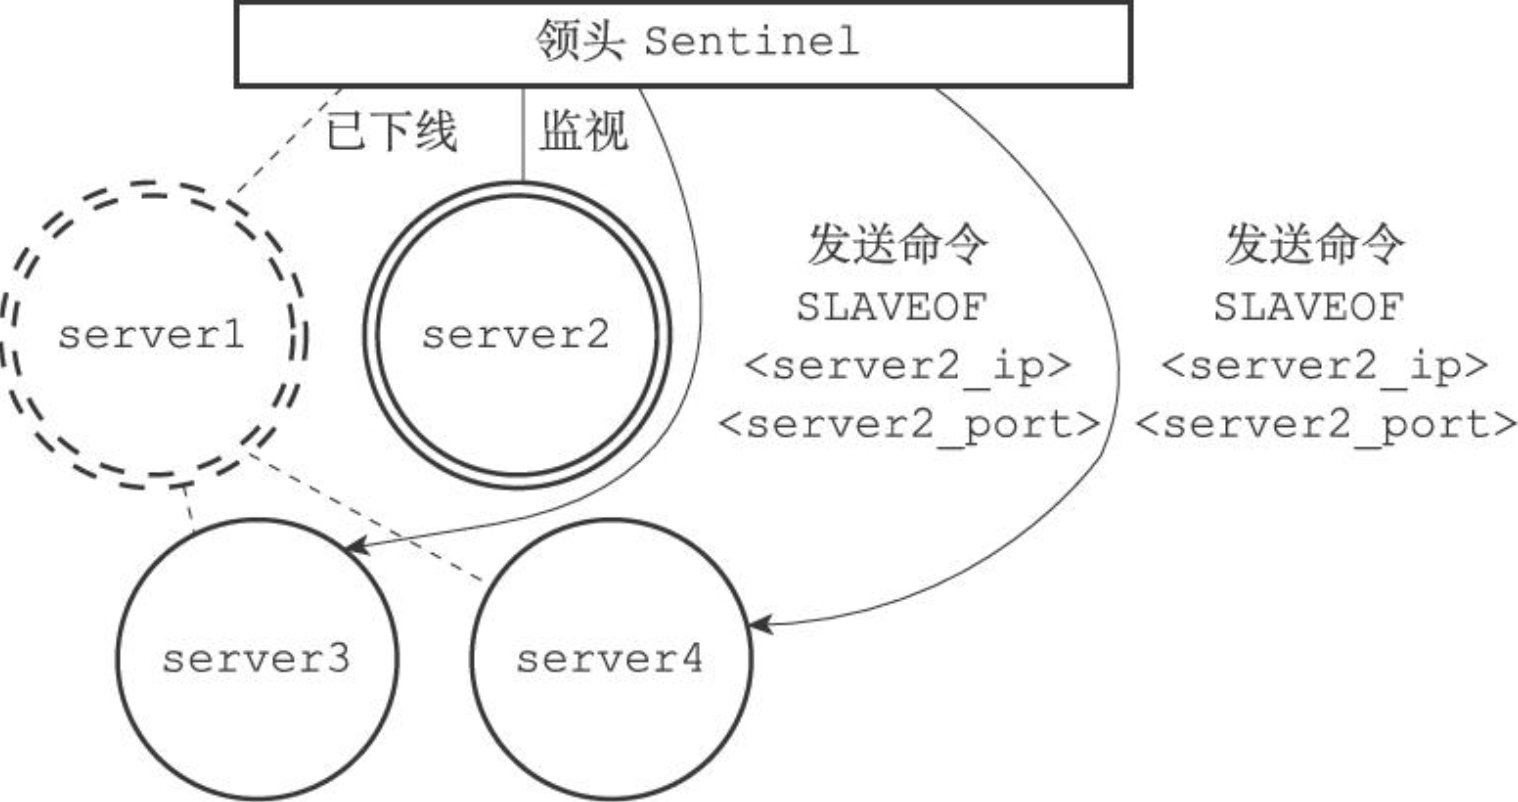 领头 Sentinel
已下线
监视
server1
server2
发送命令
SLAVEOF
<server2_ip>
<server2_port>
发送命令
SLAVEOF
<server2_ip>
<server2_port>
server3
server4